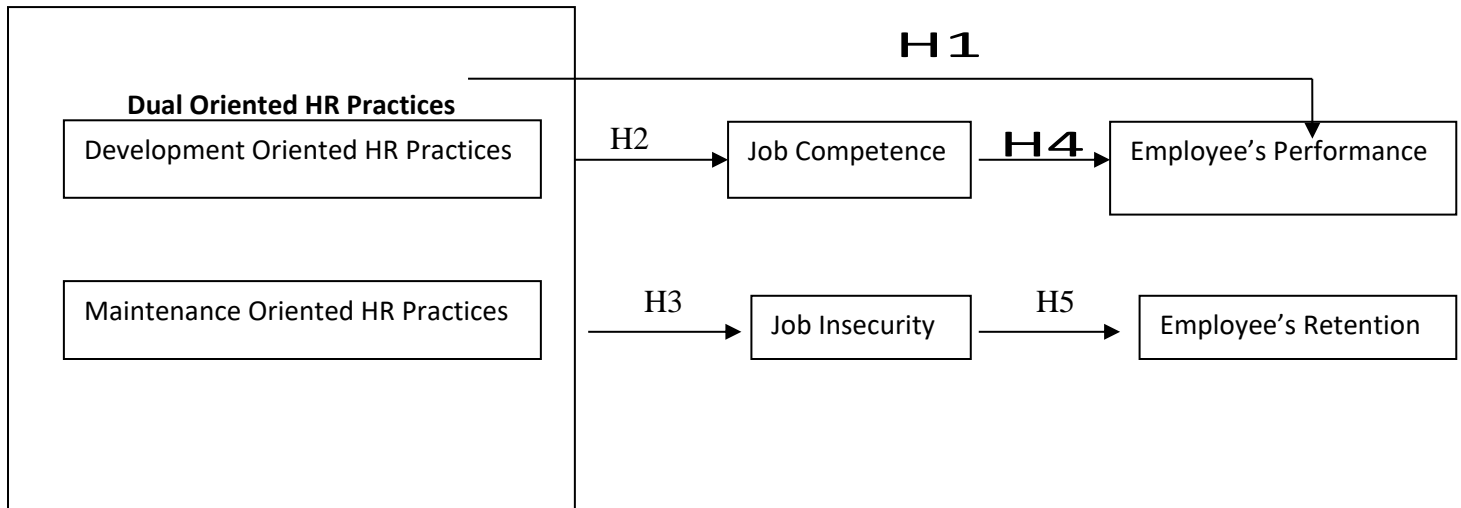 H1
Dual Oriented HR Practices
Development Oriented HR Practices
H2
Job Competence
H4
Employee’s Performance
Maintenance Oriented HR Practices
H3
Job Insecurity
H5
Employee’s Retention